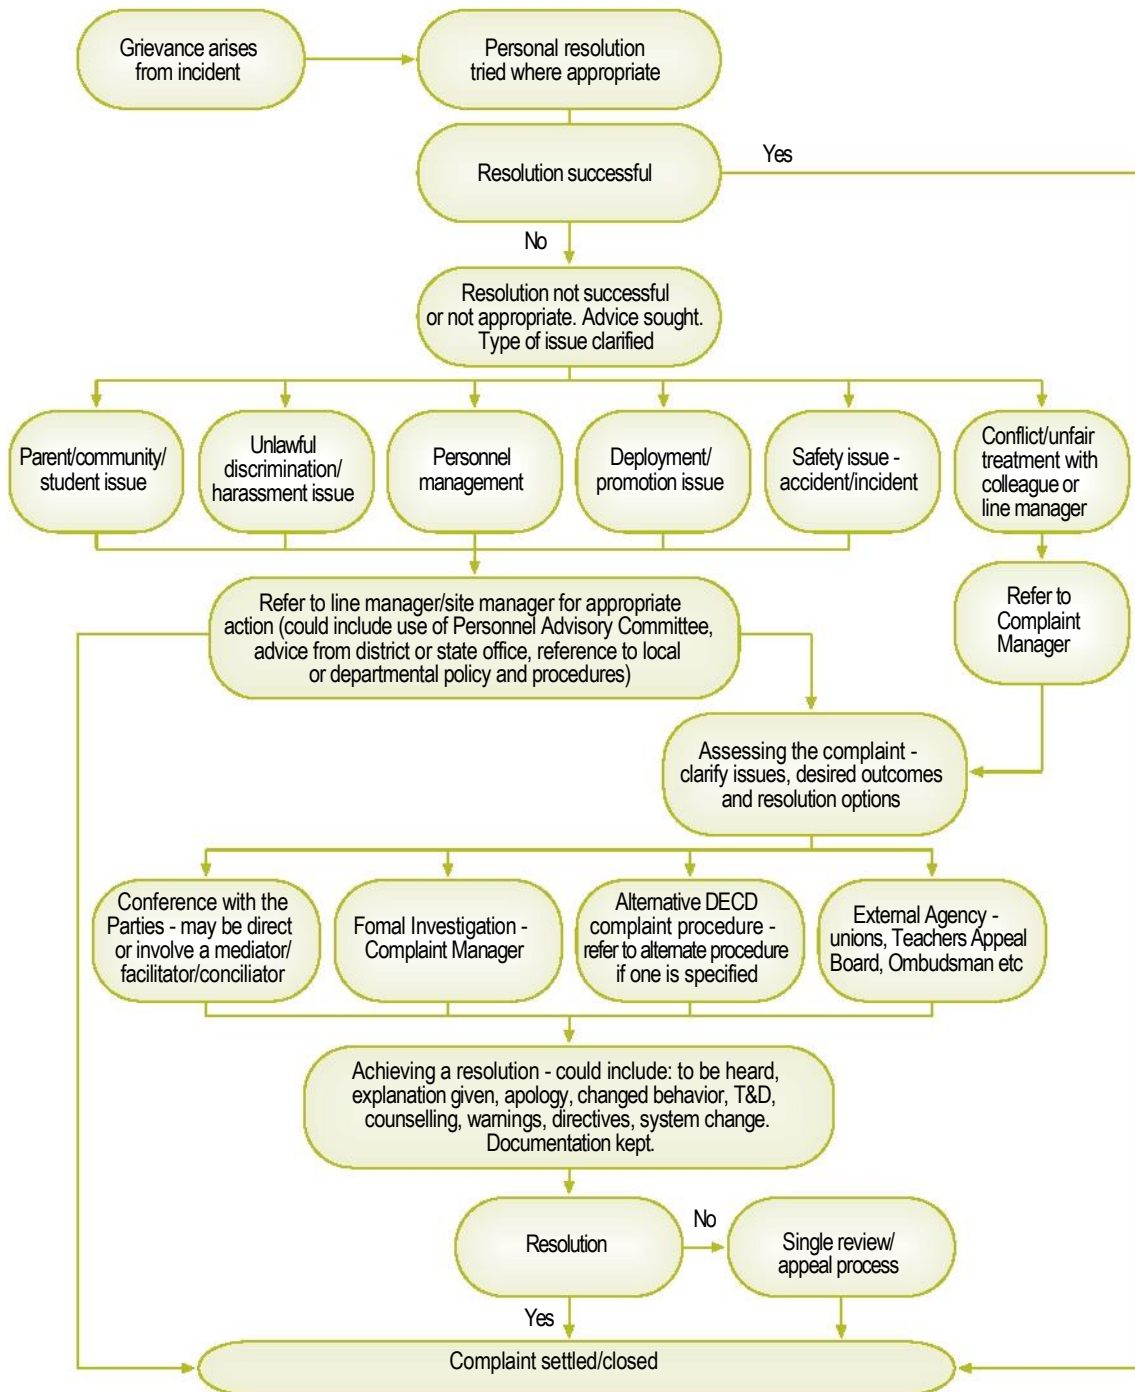 Grievance arises
from incident
Personal resolution
tried where appropriate
Resolution successful
Yes
No
Resolution not successful
or not appropriate. Advice sought.
Type of issue clarified
Parent/community/
student issue
Unlawful
discrimination/
harassment issue
Personnel
management
Deployment/
promotion issue
Safety issue -
accident/incident
Conflict/unfair
treatment with
colleague or
line manager
Refer to line manager/site manager for appropriate
action (could include use of Personnel Advisory Committee,
advice from district or state office, reference to local
or departmental policy and procedures)
Refer to
Complaint
Manager
Assessing the complaint -
clarify issues, desired outcomes
and resolution options
Conference with the
Parties - may be direct
or involve a mediator/
facilitator/conciliator
Fomal Investigation -
Complaint Manager
Alternative DECD
complaint procedure -
refer to alternate procedure
if one is specified
External Agency -
unions, Teachers Appeal
Board, Ombudsman etc
Achieving a resolution - could include: to be heard,
explanation given, apology, changed behavior, T&D,
counselling, warnings, directives, system change.
Documentation kept.
Resolution
No
Single review/
appeal process
Yes
Complaint settled/closed